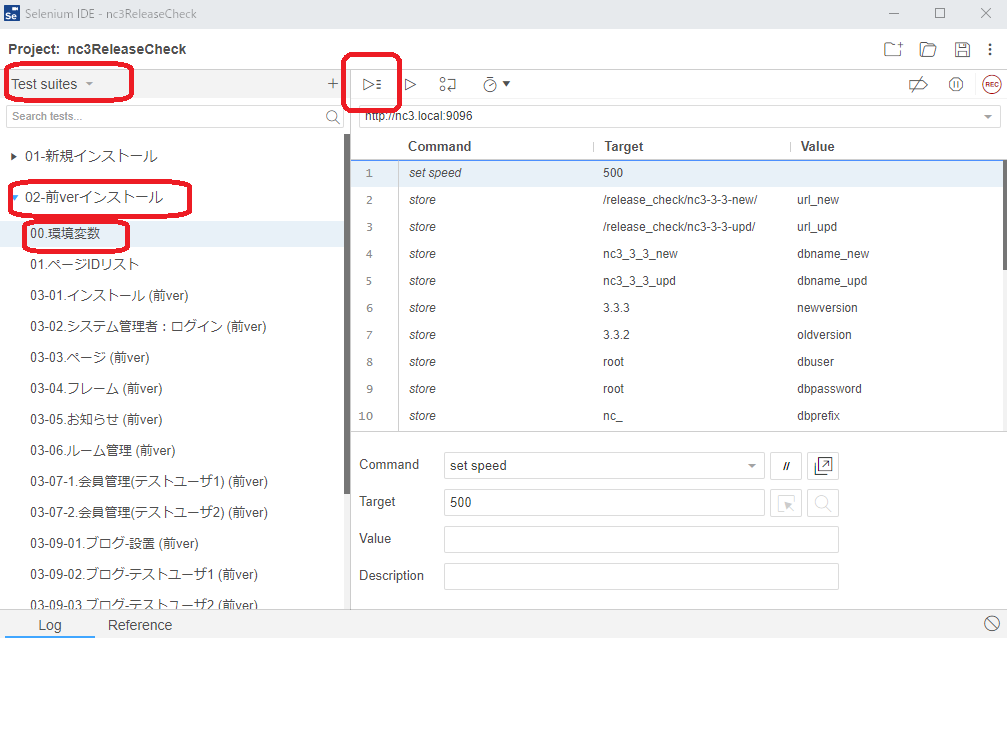 Selenium IDE - nc3ReleaseCheck
Project: nc3ReleaseCheck
Test suites
REC
Search tests...
http://nc3.local:9096
Command Target Value
01-新規インストール
02-前verインストール
00.環境変数
01.ページIDリスト
03-01.インストール (前ver)
03-02.システム管理者：ログイン (前ver)
03-03.ページ (前ver)
03-04.フレーム (前ver)
03-05.お知らせ (前ver)
03-06.ルーム管理 (前ver)
03-07-1.会員管理(テストユーザ1) (前ver)
03-07-2.会員管理(テストユーザ2) (前ver)
03-09-01.ブログ-設置 (前ver)
03-09-02.ブログ-テストユーザ1 (前ver)
03-09-03.ブログ-テストユーザ2 (前ver)
1 set speed 500
2 store /release_check/nc3-3-3-new/ url_new
3 store /release_check/nc3-3-3-upd/ url_upd
4 store nc3_3_3_new dbname_new
5 store nc3_3_3_upd dbname_upd
6 store 3.3.3 newversion
7 store 3.3.2 oldversion
8 store root dbuser
9 store root dbpassword
10 store nc_ dbprefix
Command set speed //
Target 500
Value
Description
Log Reference